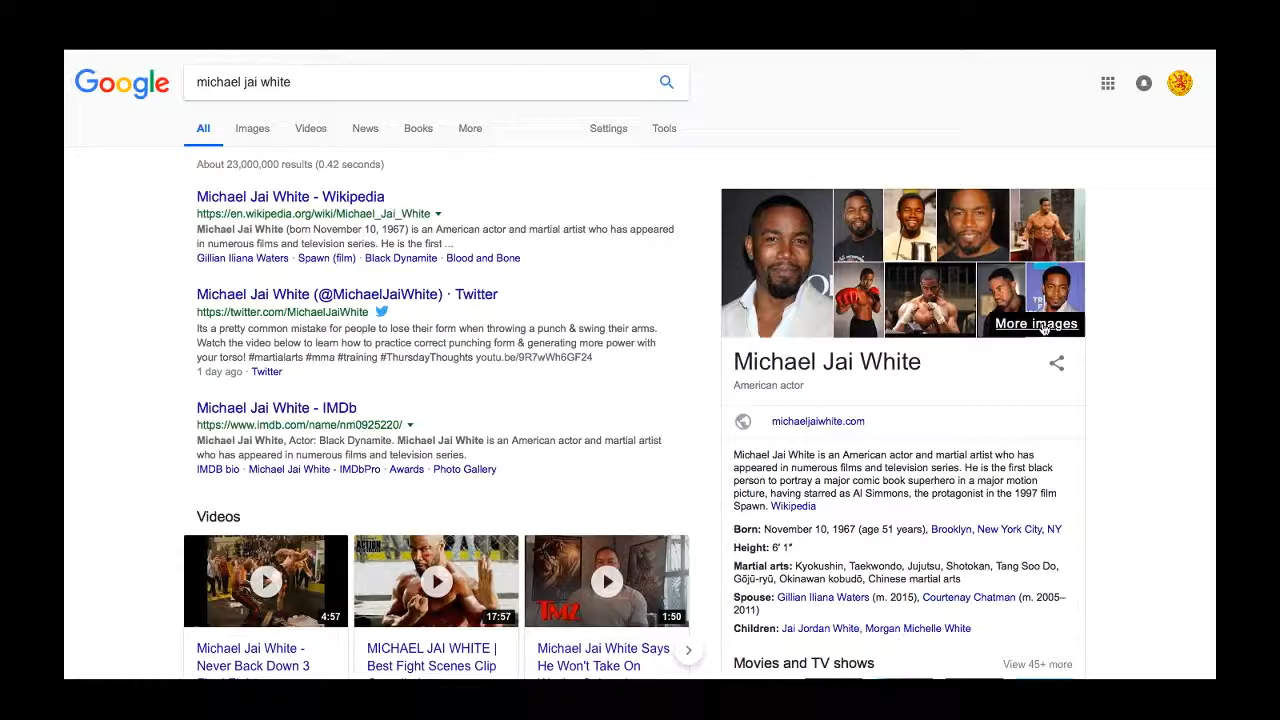 Google
michael jai white
All Images Videos News Books More Settings Tools
About 23,000,000 results (0.42 seconds)
Michael Jai White - Wikipedia
https://en.wikipedia.org/wiki/Michael_Jai_White
Michael Jai White (born November 10, 1967) is an American actor and martial artist who has appeared
in numerous films and television series. He is the first ...
Gillian Iliana Waters · Spawn (film) · Black Dynamite · Blood and Bone
Michael Jai White (@MichaelJaiWhite) · Twitter
https://twitter.com/MichaelJaiWhite
Its a pretty common mistake for people to lose their form when throwing a punch & swing their arms.
Watch the video below to learn how to practice correct punching form & generating more power with
your torso! #martialarts #mma #training #ThursdayThoughts youtu.be/9R7wWh6GF24
1 day ago · Twitter
Michael Jai White - IMDb
https://www.imdb.com/name/nm0925220/
Michael Jai White, Actor: Black Dynamite. Michael Jai White is an American actor and martial artist
who has appeared in numerous films and television series.
IMDB bio · Michael Jai White - IMDbPro · Awards · Photo Gallery
Videos
4:57
ACTION
17:57
TMZ
1:50
Michael Jai White -
Never Back Down 3
MICHAEL JAI WHITE |
Best Fight Scenes Clip
Michael Jai White Says
He Won't Take On
More images
Michael Jai White
American actor
michaeljaiwhite.com
Michael Jai White is an American actor and martial artist who has
appeared in numerous films and television series. He is the first black
person to portray a major comic book superhero in a major motion
picture, having starred as Al Simmons, the protagonist in the 1997 film
Spawn. Wikipedia
Born: November 10, 1967 (age 51 years), Brooklyn, New York City, NY
Height: 6′ 1″
Martial arts: Kyokushin, Taekwondo, Jujutsu, Shotokan, Tang Soo Do,
Gōjū-ryū, Okinawan kobudō, Chinese martial arts
Spouse: Gillian Iliana Waters (m. 2015), Courtenay Chatman (m. 2005–
2011)
Children: Jai Jordan White, Morgan Michelle White
Movies and TV shows
View 45+ more